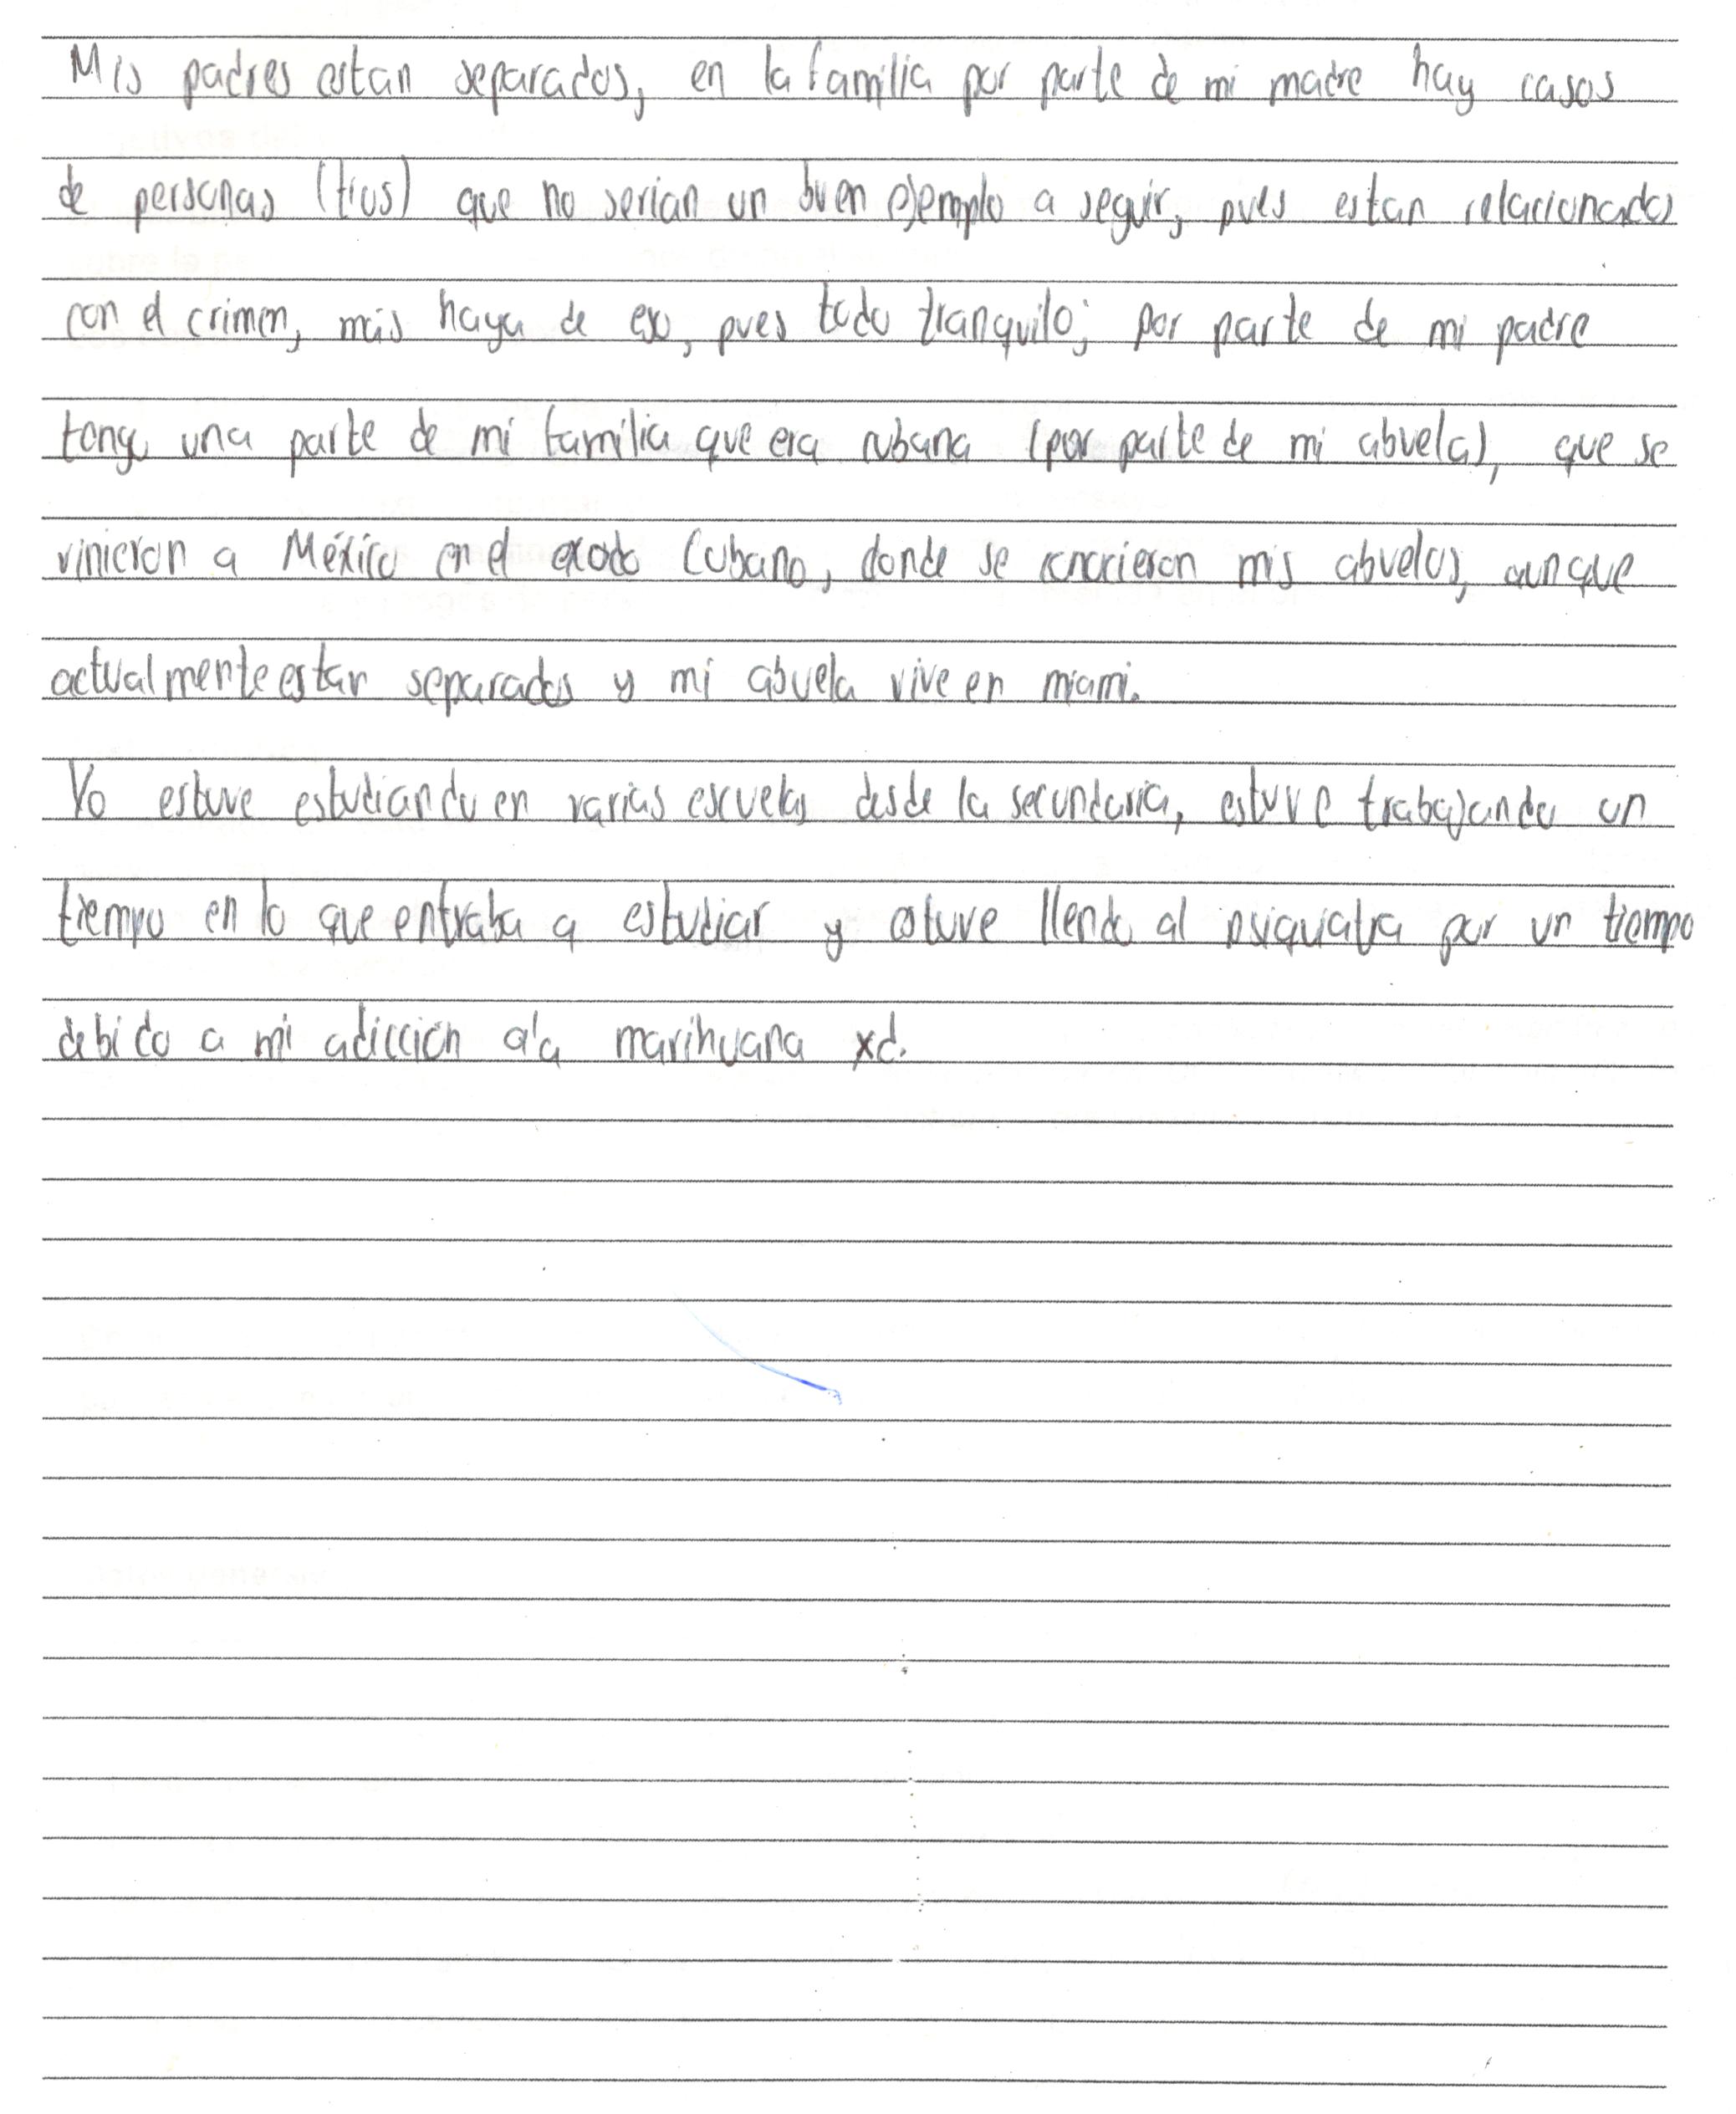 Mis padres estan separados, en la familia por parte de mi madre hay casos
de personas (tios) que no serian un buen ejemplo a seguir, pues estan relacionados
con el crimen, más haya de eso, pues todo tranquilo; por parte de mi padre
tengo una parte de mi familia que era cubana (por parte de mi abuela), que se
vinieron a México en el exodo Cubano, donde se conocieron mis abuelos, aunque
actualmente estan separados y mi abuela vive en miami.
Yo estuve estudiando en varias escuelas desde la secundaria, estuve trabajando un
tiempo en lo que entraba a estudiar y estuve llendo al psiquiatra por un tiempo
debido a mi adicción a la marihuana xd.